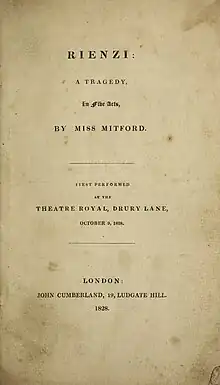 RIENZI:
A TRAGEDY,
In Five Acts,
BY MISS MITFORD.
FIRST PERFORMED
AT THE
THEATRE ROYAL, DRURY LANE,
OCTOBER 9, 1828.
LONDON:
JOHN CUMBERLAND, 19, LUDGATE HILL.
1828.